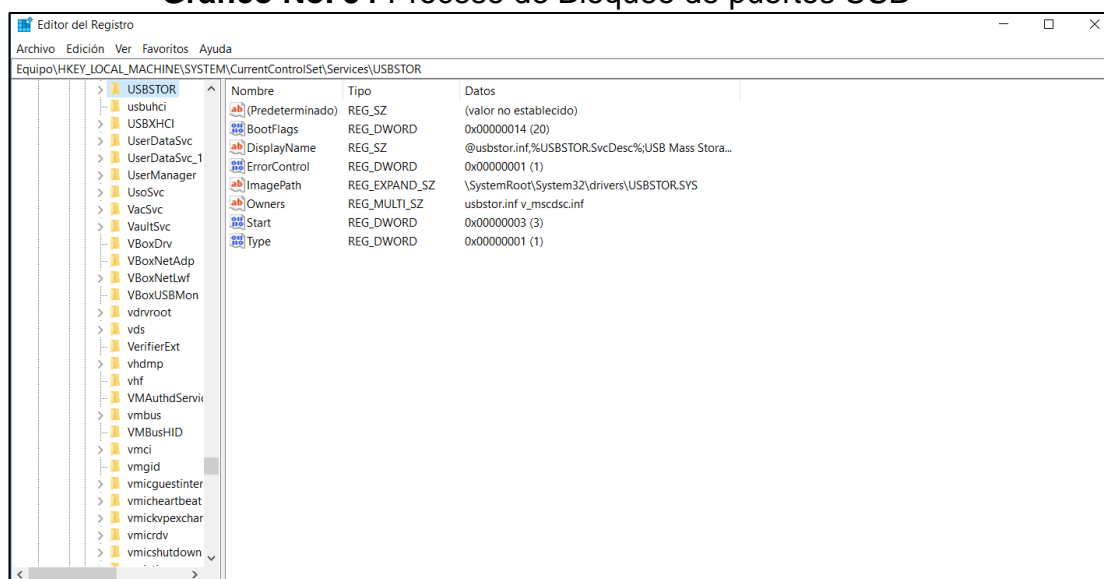 Proceso de Bloqueo de puertos USB
Editor del Registro
Archivo Edición Ver Favoritos Ayuda
Equipo\HKEY_LOCAL_MACHINE\SYSTEM\CurrentControlSet\Services\USBSTOR
USBSTOR
usbuhci
USBXHCI
UserDataSvc
UserDataSvc_1
UserManager
UsoSvc
VacSvc
VaultSvc
VBoxDrv
VBoxNetAdp
VBoxNetLwf
VBoxUSBMon
vdrvroot
vds
VerifierExt
vhdmp
vhf
VMAuthdServic
vmbus
VMBusHID
vmci
vmgid
vmicguestinter
vmicheartbeat
vmickvpexchar
vmicrdv
vmicshutdown
Nombre Tipo Datos
(Predeterminado) REG_SZ (valor no establecido)
BootFlags REG_DWORD 0x00000014 (20)
DisplayName REG_SZ @usbstor.inf,%USBSTOR.SvcDesc%;USB Mass Stora...
ErrorControl REG_DWORD 0x00000001 (1)
ImagePath REG_EXPAND_SZ \SystemRoot\System32\drivers\USBSTOR.SYS
Owners REG_MULTI_SZ usbstor.inf v_mscdsc.inf
Start REG_DWORD 0x00000003 (3)
Type REG_DWORD 0x00000001 (1)